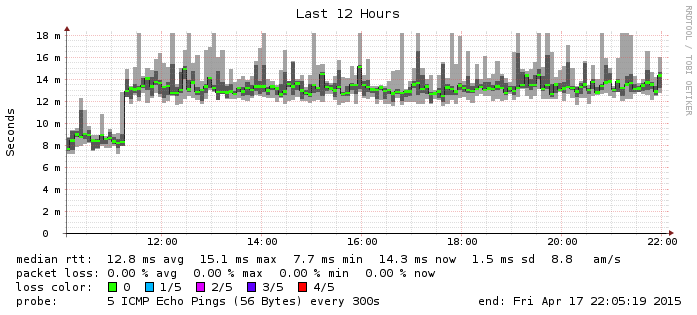 Last 12 Hours
RRDTOOL / TOBI OETIKER
Seconds
18 m
16 m
14 m
12 m
10 m
8 m
6 m
4 m
2 m
0
12:00 14:00 16:00 18:00 20:00 22:00
median rtt: 12.8 ms avg 15.1 ms max 7.7 ms min 14.3 ms now 1.5 ms sd 8.8 am/s
packet loss: 0.00 % avg 0.00 % max 0.00 % min 0.00 % now
loss color: 0 1/5 2/5 3/5 4/5
probe: 5 ICMP Echo Pings (56 Bytes) every 300s end: Fri Apr 17 22:05:19 2015